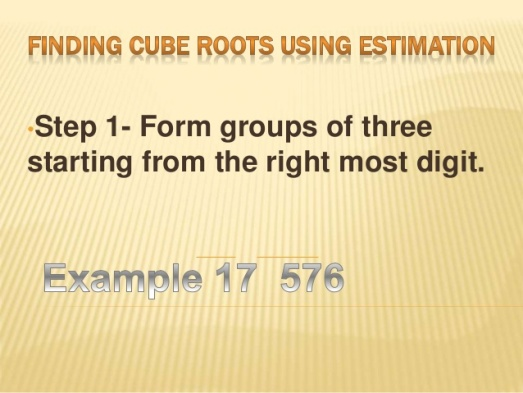 FINDING CUBE ROOTS USING ESTIMATION
•Step 1- Form groups of three
starting from the right most digit.
Example 17 576